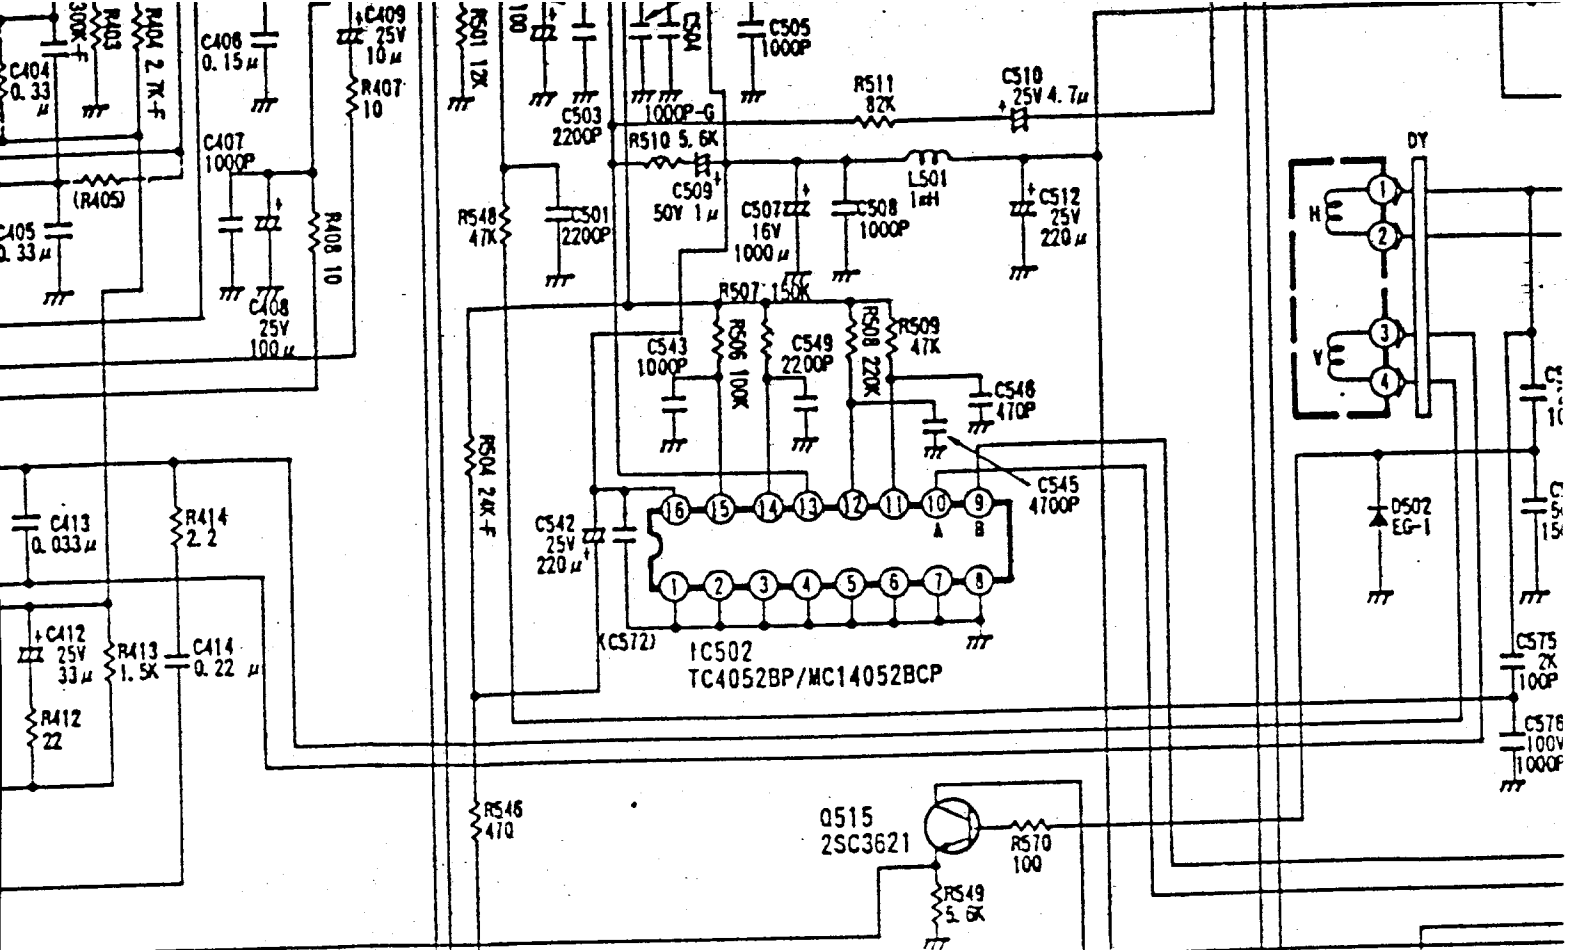 300K-F
R403
R404 2.7K-F
C404
0.33
μ
C406
0.15μ
C409
25V
10μ
R407
10
C407
1000P
(R405)
C405
0.33μ
R408 10
C408
25V
100μ
R501 12K
100
C503
2200P
C504
1000P-G
C505
1000P
R511
82K
C510
25V 4.7μ
R510 5.6K
C509
50V 1μ
L501
1mH
R548
47K
C501
2200P
C507
16V
1000μ
C508
1000P
C512
25V
220μ
R507 150K
C543
1000P
R506 100K
C549
2200P
R508 220K
R509
47K
C546
470P
C545
4700P
R504 24K-F
C542
25V
220μ
16
15
14
13
12
11
10
9
A
B
1
2
3
4
5
6
7
8
(C572)
IC502
TC4052BP/MC14052BCP
DY
H
1
2
V
3
4
D502
EG-1
C413
0.033μ
R414
2.2
C412
25V
33μ
R413
1.5K
C414
0.22 μ
R412
22
C575
2K
100P
C576
100V
1000P
R546
470
Q515
2SC3621
R570
100
R549
5.6K